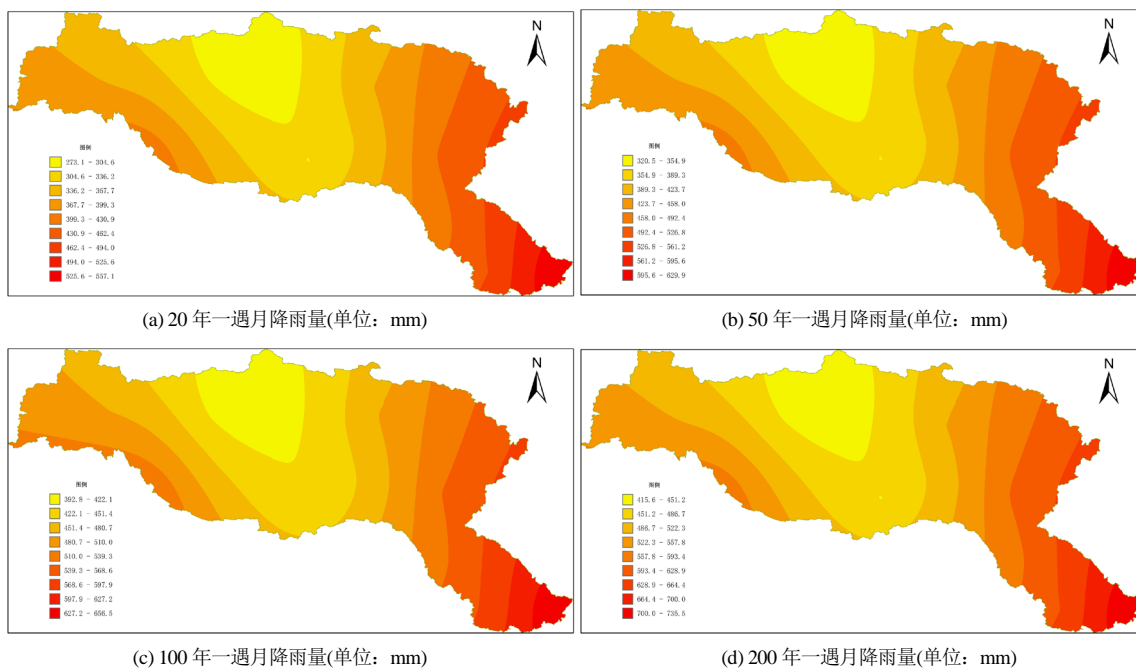 N
图例
273.1 - 304.6
304.6 - 336.2
336.2 - 367.7
367.7 - 399.3
399.3 - 430.9
430.9 - 462.4
462.4 - 494.0
494.0 - 525.6
525.6 - 557.1
(a) 20 年一遇月降雨量(单位：mm)
N
图例
320.5 - 354.9
354.9 - 389.3
389.3 - 423.7
423.7 - 458.0
458.0 - 492.4
492.4 - 526.8
526.8 - 561.2
561.2 - 595.6
595.6 - 629.9
(b) 50 年一遇月降雨量(单位：mm)
N
图例
392.8 - 422.1
422.1 - 451.4
451.4 - 480.7
480.7 - 510.0
510.0 - 539.3
539.3 - 568.6
568.6 - 597.9
597.9 - 627.2
627.2 - 656.5
(c) 100 年一遇月降雨量(单位：mm)
N
图例
415.6 - 451.2
451.2 - 486.7
486.7 - 522.3
522.3 - 557.8
557.8 - 593.4
593.4 - 628.9
628.9 - 664.4
664.4 - 700.0
700.0 - 735.5
(d) 200 年一遇月降雨量(单位：mm)